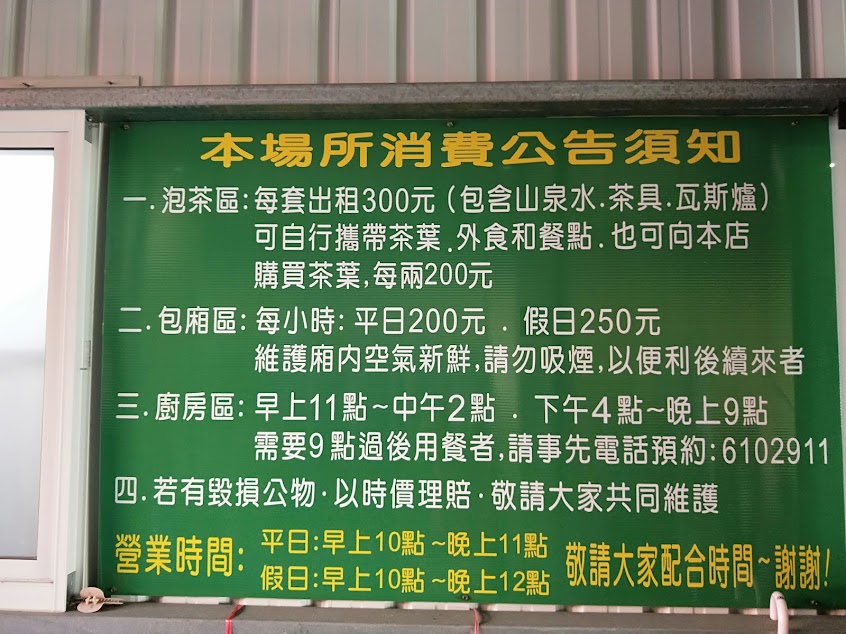 本場所消費公告須知
一.泡茶區:每套出租300元(包含山泉水.茶具.瓦斯爐)
可自行攜帶茶葉.外食和餐點.也可向本店
購買茶葉,每兩200元
二.包廂區:每小時:平日200元.假日250元
維護廂內空氣新鮮,請勿吸煙,以便利後續來者
三.廚房區:早上11點~中午2點.下午4點~晚上9點
需要9點過後用餐者,請事先電話預約:6102911
四.若有毀損公物·以時價理賠·敬請大家共同維護
營業時間:平日:早上10點~晚上11點
假日:早上10點~晚上12點
敬請大家配合時間~謝謝!